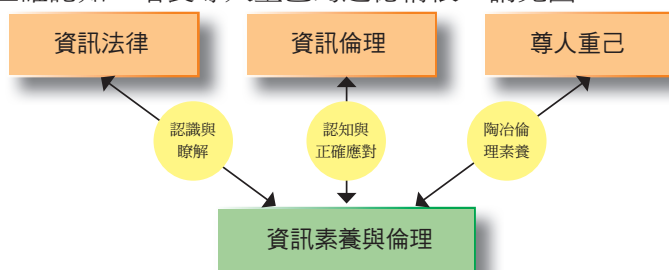 資訊法律
資訊倫理
尊人重己
認識與
瞭解
認知與
正確應對
陶冶倫
理素養
資訊素養與倫理